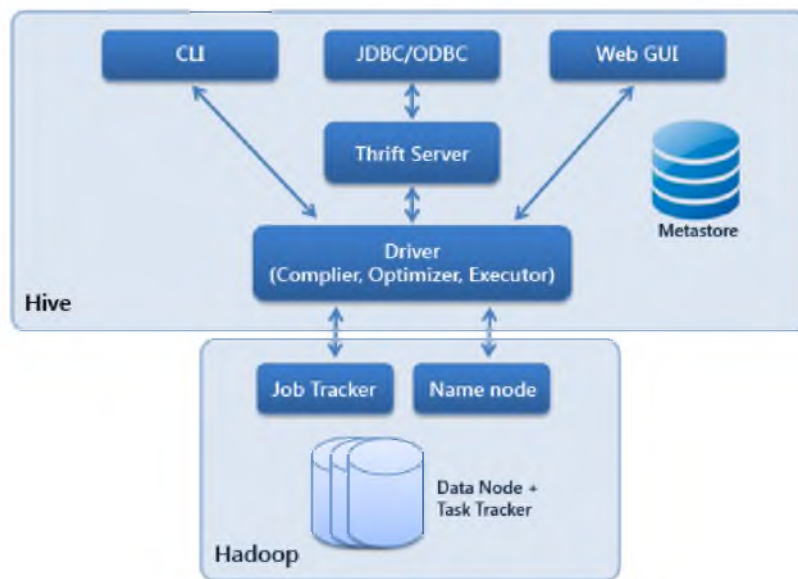 CLI
JDBC/ODBC
Web GUI
Thrift Server
Metastore
Driver
(Complier, Optimizer, Executor)
Hive
Job Tracker
Name node
Data Node +
Task Tracker
Hadoop